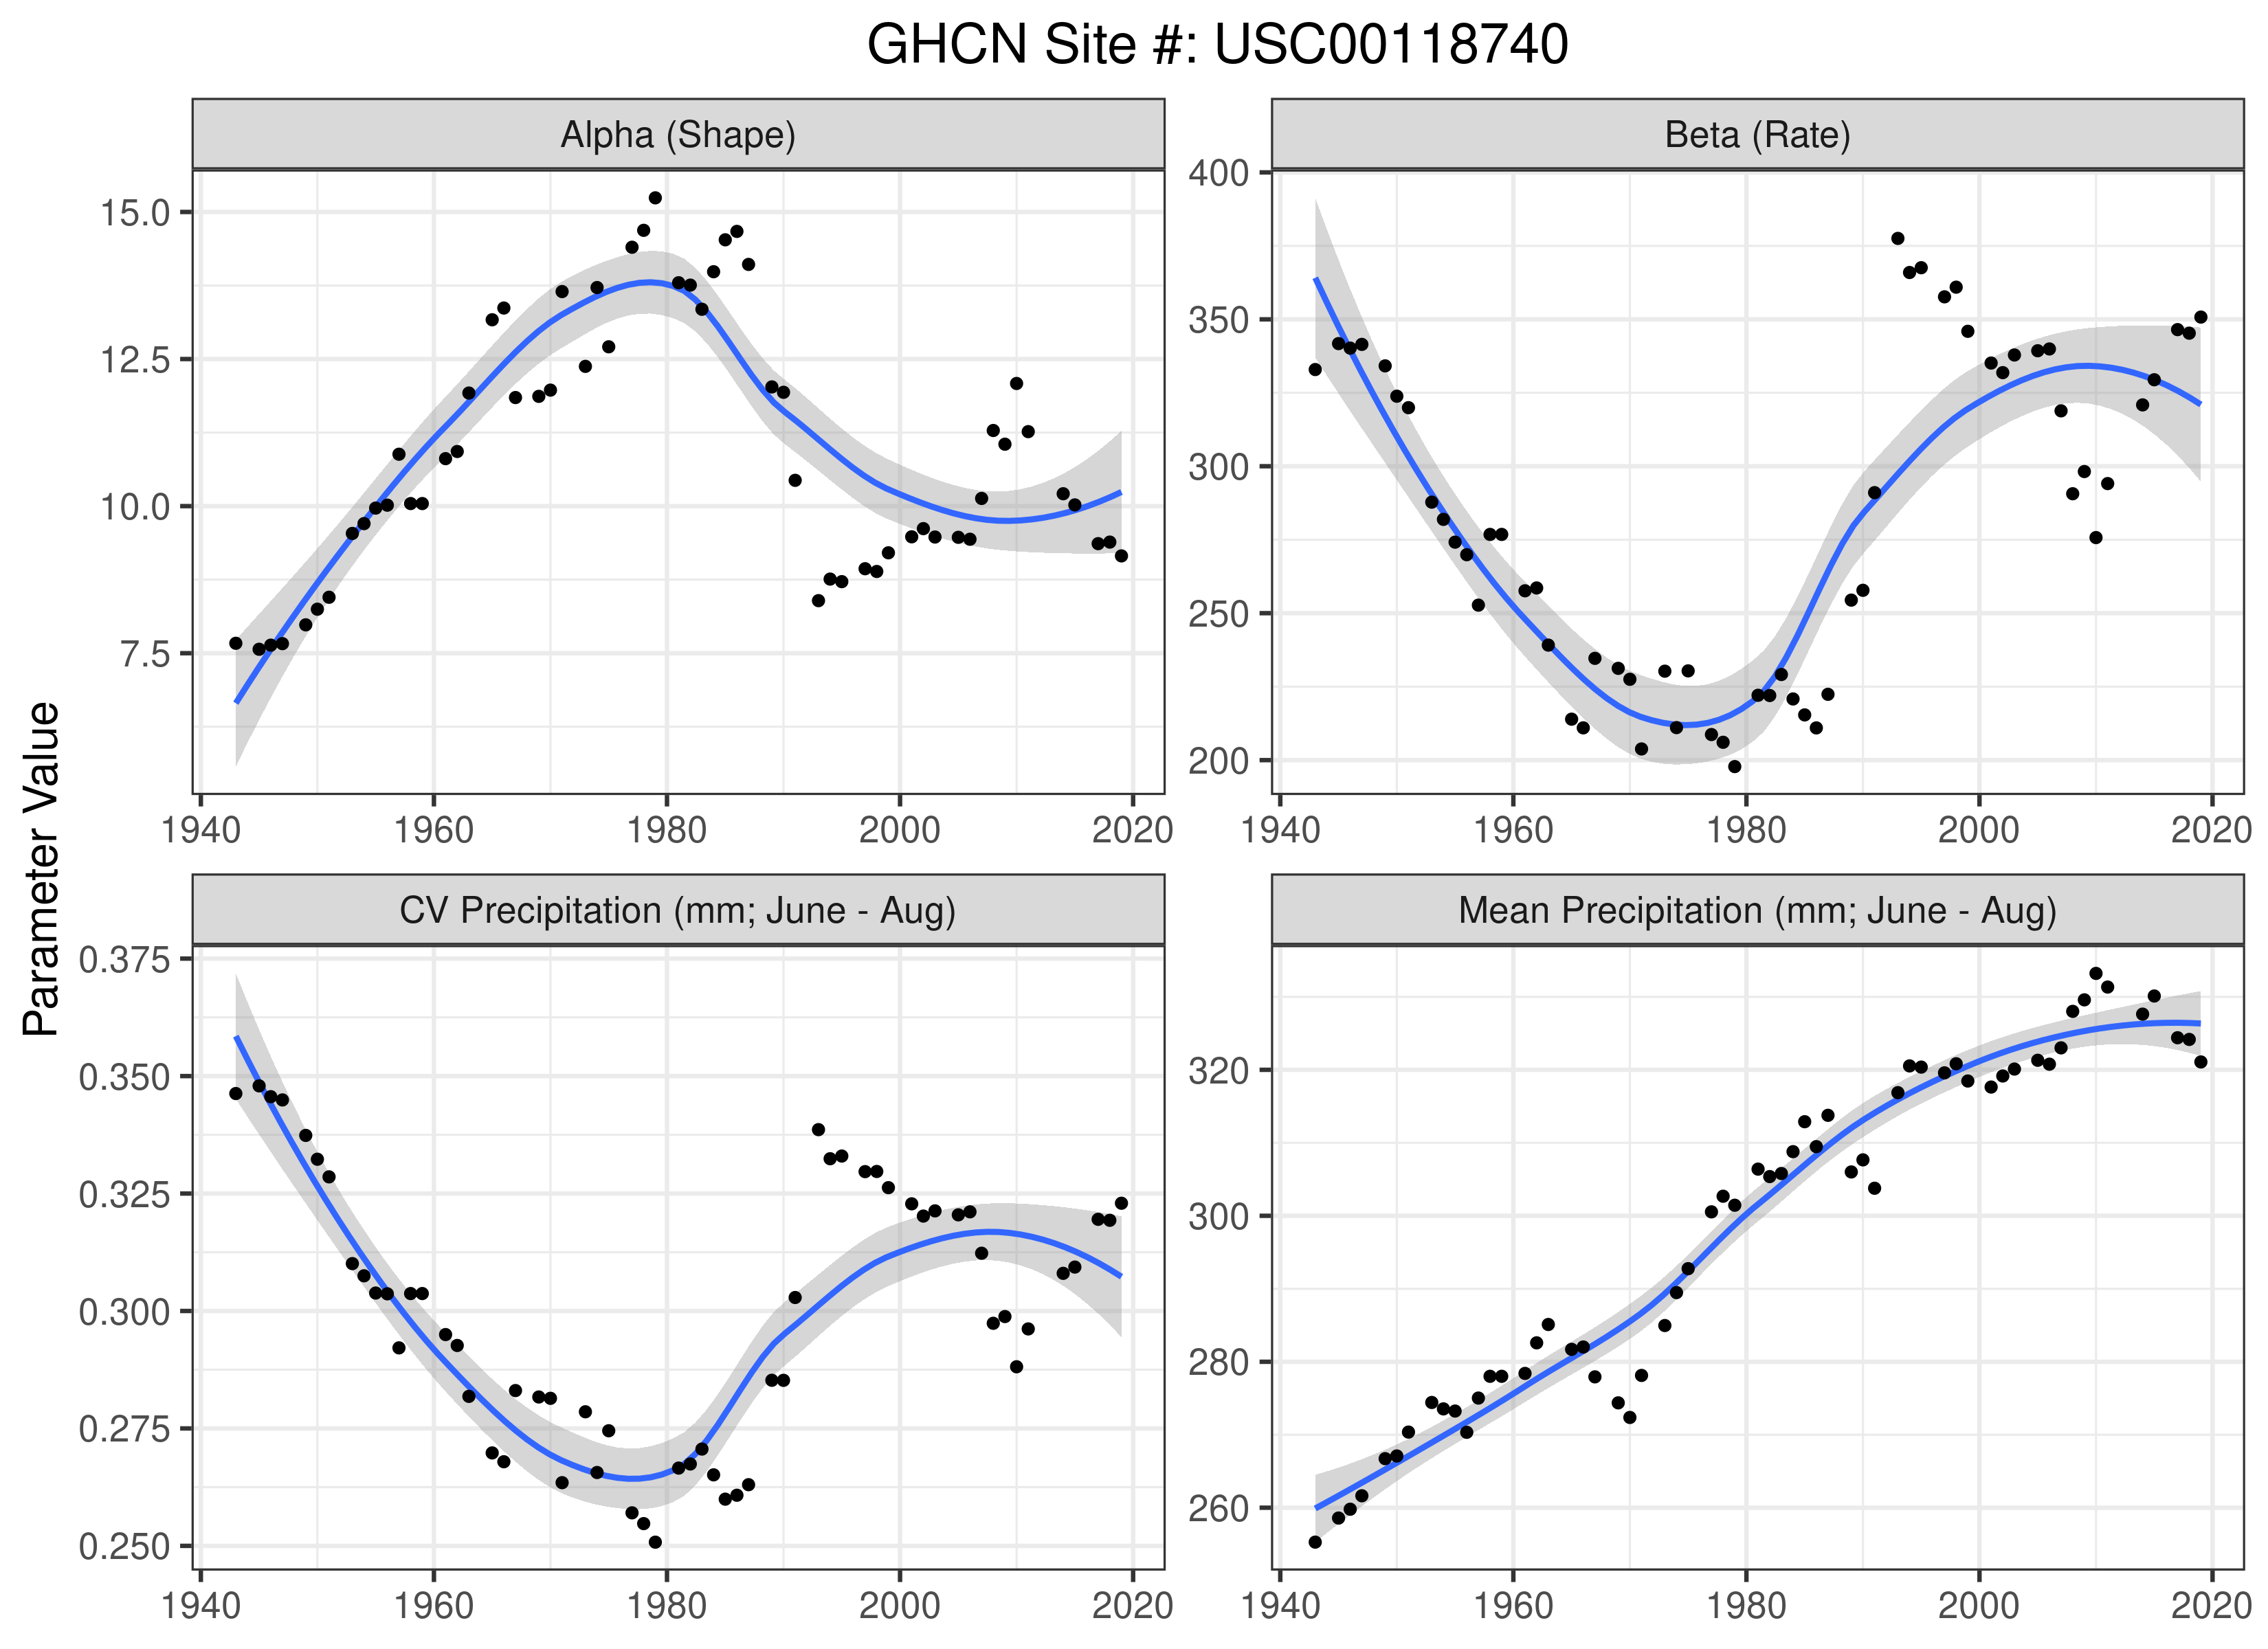 GHCN Site #: USC00118740
Parameter Value
Alpha (Shape)
15.0
12.5
10.0
7.5
1940 1960 1980 2000 2020
Beta (Rate)
400
350
300
250
200
1940 1960 1980 2000 2020
CV Precipitation (mm; June - Aug)
0.375
0.350
0.325
0.300
0.275
0.250
1940 1960 1980 2000 2020
Mean Precipitation (mm; June - Aug)
320
300
280
260
1940 1960 1980 2000 2020